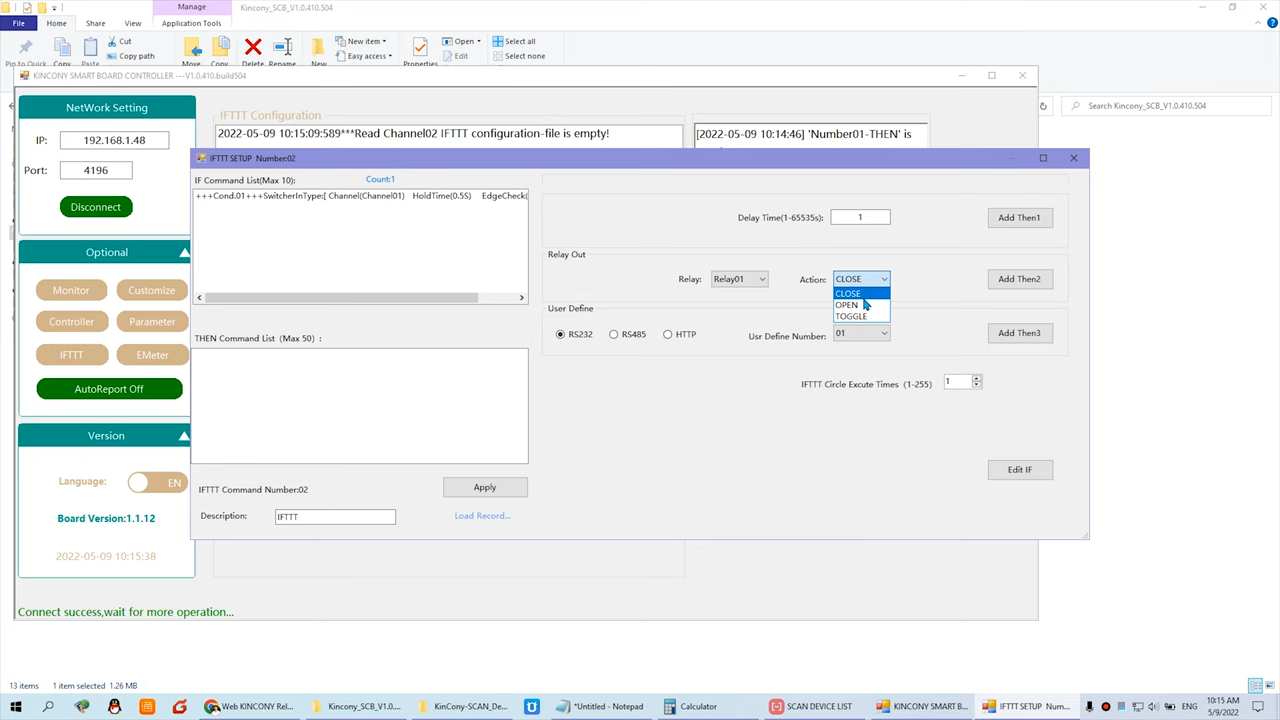 Manage
Kincony_SCB_V1.0.410.504
File
Home
Share
View
Application Tools
Cut
Copy path
New item
Easy access
Open
Edit
Select all
Select none
Pin to Quick
Copy
Paste
Move
Copy
Delete
Rename
New
Properties
KINCONY SMART BOARD CONTROLLER ---V1.0.410.build504
Search Kincony_SCB_V1.0.410.504
NetWork Setting
IP:
192.168.1.48
Port:
4196
Disconnect
Optional
Monitor
Customize
Controller
Parameter
IFTTT
EMeter
AutoReport Off
Version
Language:
EN
Board Version:1.1.12
2022-05-09 10:15:38
Connect success,wait for more operation...
IFTTT Configuration
2022-05-09 10:15:09:589***Read Channel02 IFTTT configuration-file is empty!
[2022-05-09 10:14:46] 'Number01-THEN' is
IFTTT SETUP Number:02
IF Command List(Max 10):
Count:1
+++Cond.01+++SwitcherInType:[ Channel(Channel01) HoldTime(0.5S) EdgeCheck(
THEN Command List (Max 50) :
IFTTT Command Number:02
Apply
Description:
IFTTT
Load Record...
Delay Time(1-65535s):
1
Add Then1
Relay Out
Relay:
Relay01
Action:
CLOSE
Add Then2
CLOSE
OPEN
TOGGLE
User Define
RS232
RS485
HTTP
Usr Define Number:
01
Add Then3
IFTTT Circle Excute Times (1-255)
1
Edit IF
13 items
1 item selected 1.26 MB
Web KINCONY Rel...
Kincony_SCB_V1.0....
KinCony-SCAN_De...
*Untitled - Notepad
Calculator
SCAN DEVICE LIST
KINCONY SMART B...
IFTTT SETUP Num...
ENG
10:15 AM
5/9/2022